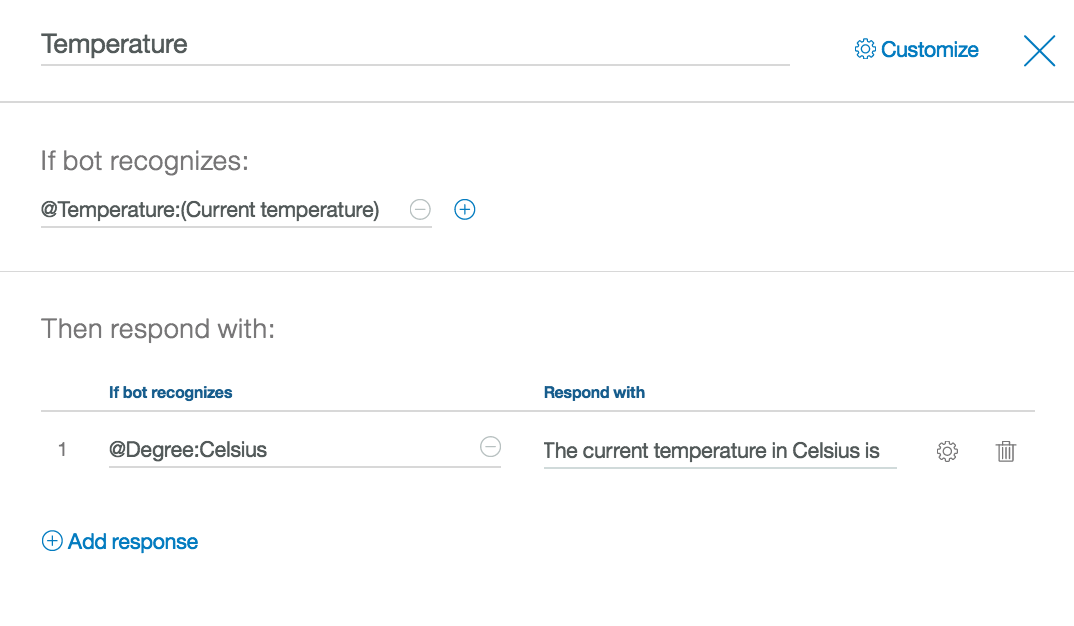 Temperature
Customize
If bot recognizes:
@Temperature:(Current temperature)
Then respond with:
If bot recognizes Respond with
1 @Degree:Celsius The current temperature in Celsius is
Add response